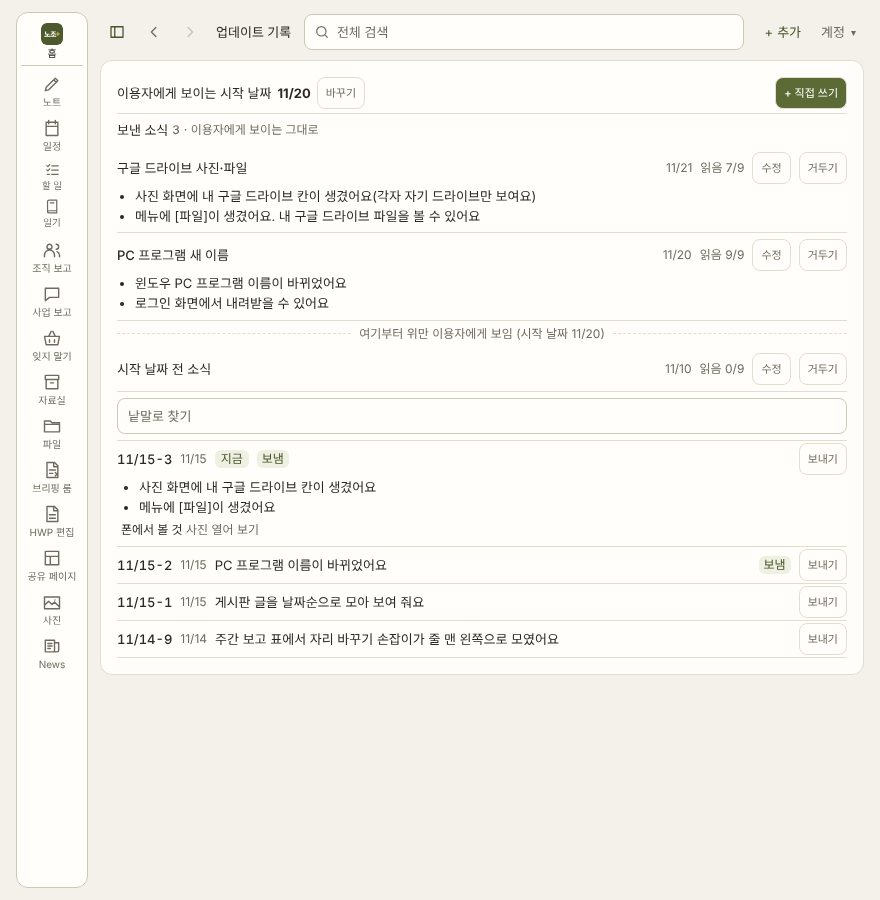 노조+
홈
노트
일정
할 일
일기
조직 보고
사업 보고
잊지 말기
자료실
파일
브리핑 룸
HWP 편집
공유 페이지
사진
News
업데이트 기록
전체 검색
+ 추가
계정 ▾
이용자에게 보이는 시작 날짜 11/20 바꾸기
+ 직접 쓰기
보낸 소식 3 · 이용자에게 보이는 그대로
구글 드라이브 사진·파일 11/21 읽음 7/9 수정 거두기
• 사진 화면에 내 구글 드라이브 칸이 생겼어요(각자 자기 드라이브만 보여요)
• 메뉴에 [파일]이 생겼어요. 내 구글 드라이브 파일을 볼 수 있어요
PC 프로그램 새 이름 11/20 읽음 9/9 수정 거두기
• 윈도우 PC 프로그램 이름이 바뀌었어요
• 로그인 화면에서 내려받을 수 있어요
여기부터 위만 이용자에게 보임 (시작 날짜 11/20)
시작 날짜 전 소식 11/10 읽음 0/9 수정 거두기
낱말로 찾기
11/15-3 11/15 지금 보냄 보내기
• 사진 화면에 내 구글 드라이브 칸이 생겼어요
• 메뉴에 [파일]이 생겼어요
폰에서 볼 것 사진 열어 보기
11/15-2 11/15 PC 프로그램 이름이 바뀌었어요 보냄 보내기
11/15-1 11/15 게시판 글을 날짜순으로 모아 보여 줘요 보내기
11/14-9 11/14 주간 보고 표에서 자리 바꾸기 손잡이가 줄 맨 왼쪽으로 모였어요 보내기